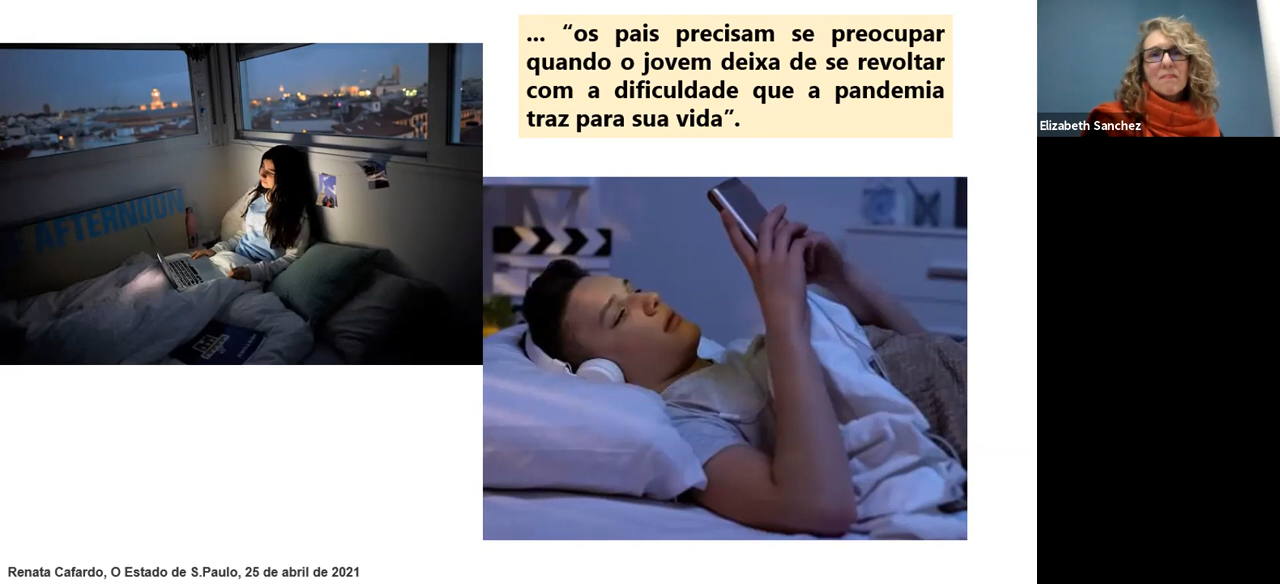 ... “os pais precisam se preocupar
quando o jovem deixa de se revoltar
com a dificuldade que a pandemia
traz para sua vida”.
Elizabeth Sanchez
AFTERNOON
Renata Cafardo, O Estado de S.Paulo, 25 de abril de 2021